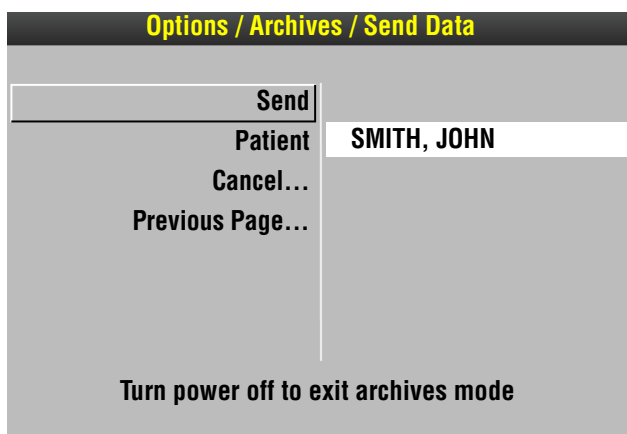 Options / Archives / Send Data
Send
Patient SMITH, JOHN
Cancel...
Previous Page...
Turn power off to exit archives mode